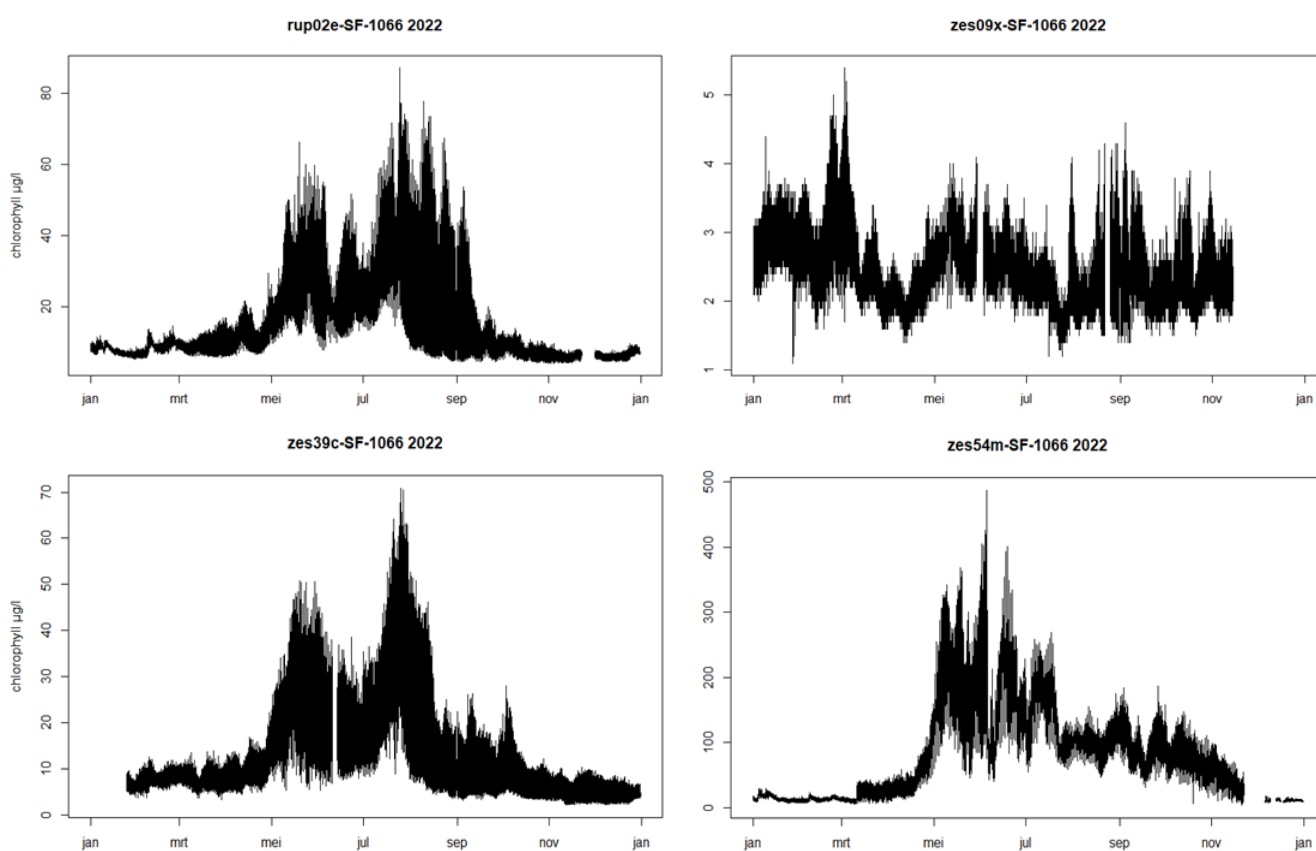 rup02e-SF-1066 2022
zes09x-SF-1066 2022
chlorophyll µg/l
80
60
40
20
5
4
3
2
1
jan mrt mei jul sep nov jan
jan mrt mei jul sep nov jan
zes39c-SF-1066 2022
zes54m-SF-1066 2022
chlorophyll µg/l
70
60
50
40
30
20
10
0
500
400
300
200
100
0
jan mrt mei jul sep nov jan
jan mrt mei jul sep nov jan